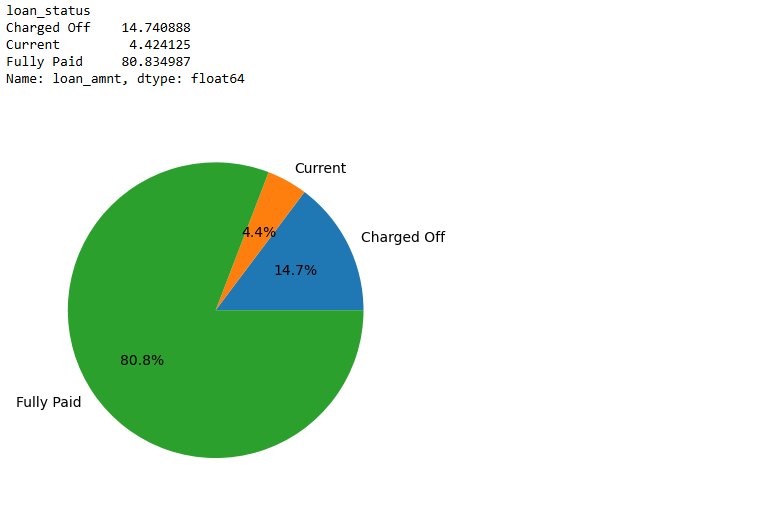 loan_status
Charged Off    14.740888
Current         4.424125
Fully Paid     80.834987
Name: loan_amnt, dtype: float64
Current
4.4%
Charged Off
14.7%
80.8%
Fully Paid